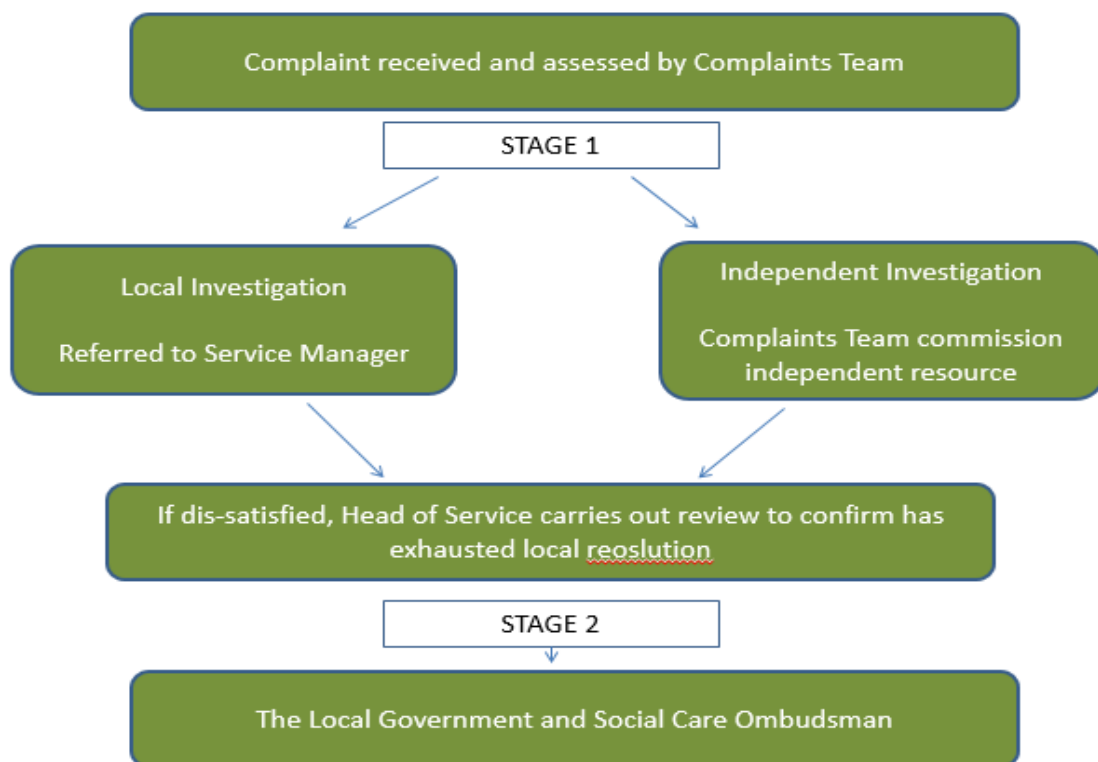 Complaint received and assessed by Complaints Team
STAGE 1
Local Investigation
Referred to Service Manager
Independent Investigation
Complaints Team commission
independent resource
If dis-satisfied, Head of Service carries out review to confirm has
exhausted local reoslution
STAGE 2
The Local Government and Social Care Ombudsman